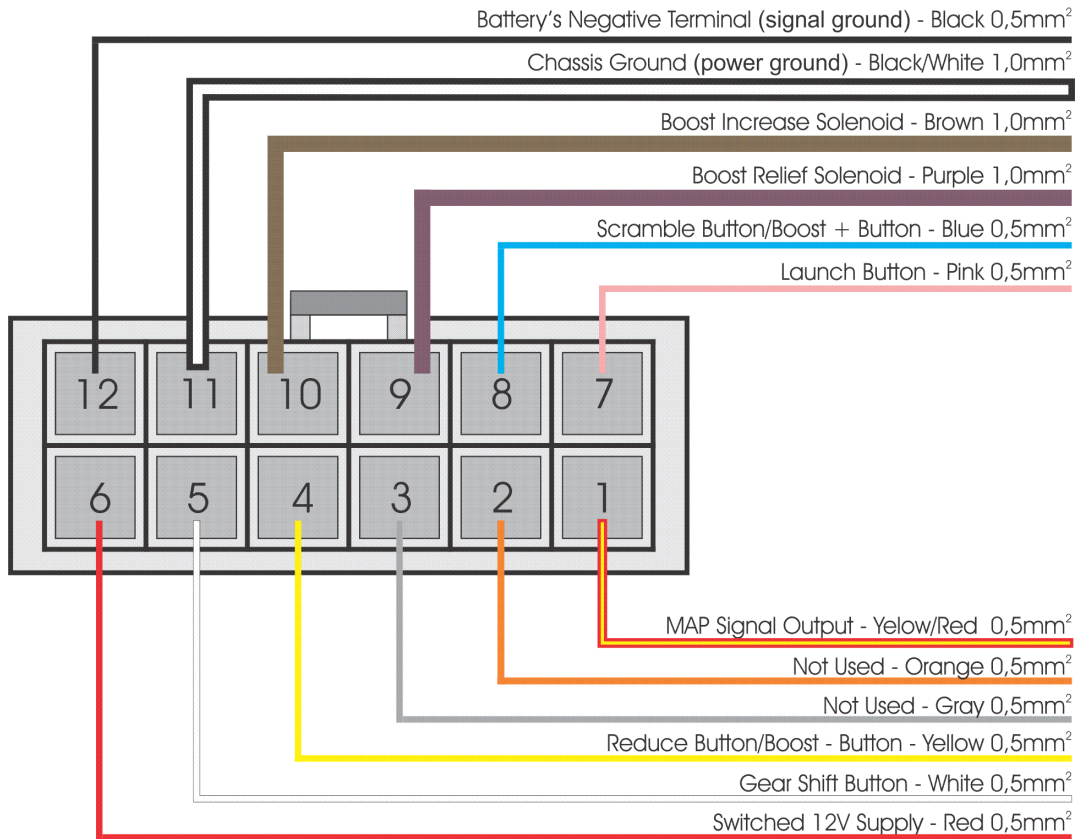 Battery's Negative Terminal (signal ground) - Black 0,5mm²
Chassis Ground (power ground) - Black/White 1,0mm²
Boost Increase Solenoid - Brown 1,0mm²
Boost Relief Solenoid - Purple 1,0mm²
Scramble Button/Boost + Button - Blue 0,5mm²
Launch Button - Pink 0,5mm²
12 11 10 9 8 7
6 5 4 3 2 1
MAP Signal Output - Yelow/Red 0,5mm²
Not Used - Orange 0,5mm²
Not Used - Gray 0,5mm²
Reduce Button/Boost - Button - Yellow 0,5mm²
Gear Shift Button - White 0,5mm²
Switched 12V Supply - Red 0,5mm²